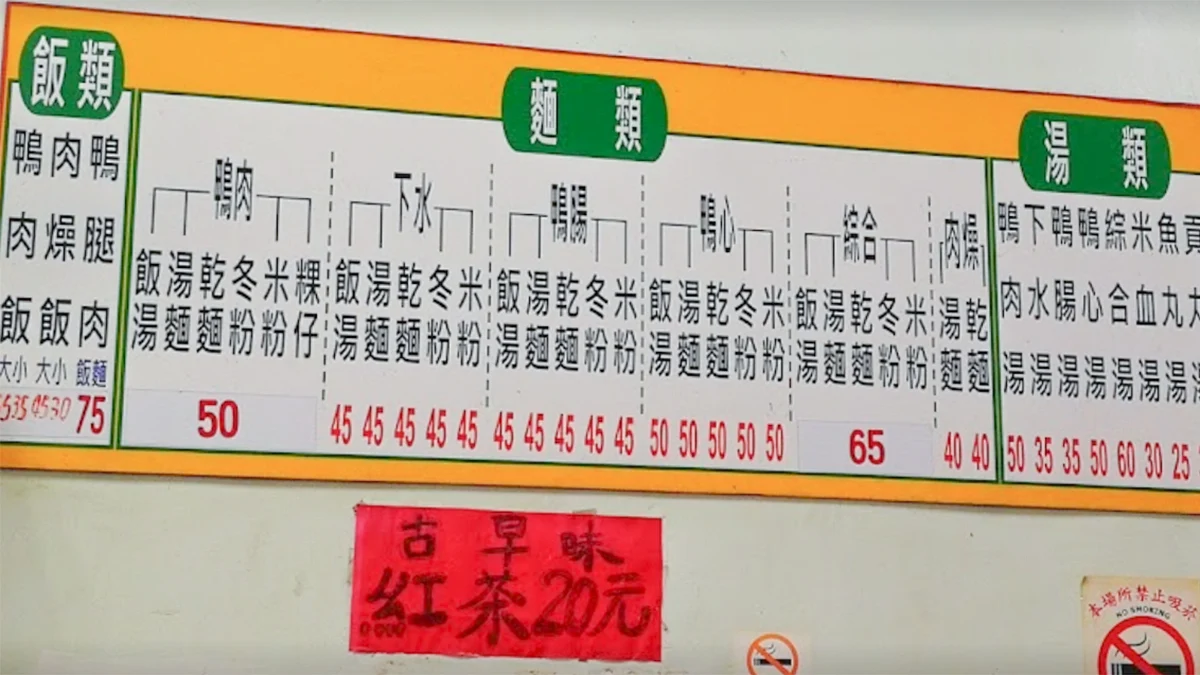 飯類
鴨肉飯 大小 35
肉燥飯 大小 45 30
鴨腿肉 飯麵 75
麵類
鴨肉
飯湯 湯麵 乾麵 冬粉 米粉 粿仔
50
下水
飯湯 湯麵 乾麵 冬粉 米粉
45 45 45 45 45
鴨腸
飯湯 湯麵 乾麵 冬粉 米粉
45 45 45 45 45
鴨心
飯湯 湯麵 乾麵 冬粉 米粉
50 50 50 50 50
綜合
飯湯 湯麵 乾麵 冬粉 米粉
65
肉燥
湯麵 乾麵
40 40
湯類
鴨肉湯 50
下水湯 35
鴨腸湯 35
鴨心湯 50
綜合湯 60
米血湯 30
魚丸湯 25
貢丸湯
古早味
紅茶20元
本場所禁止吸菸
NO SMOKING